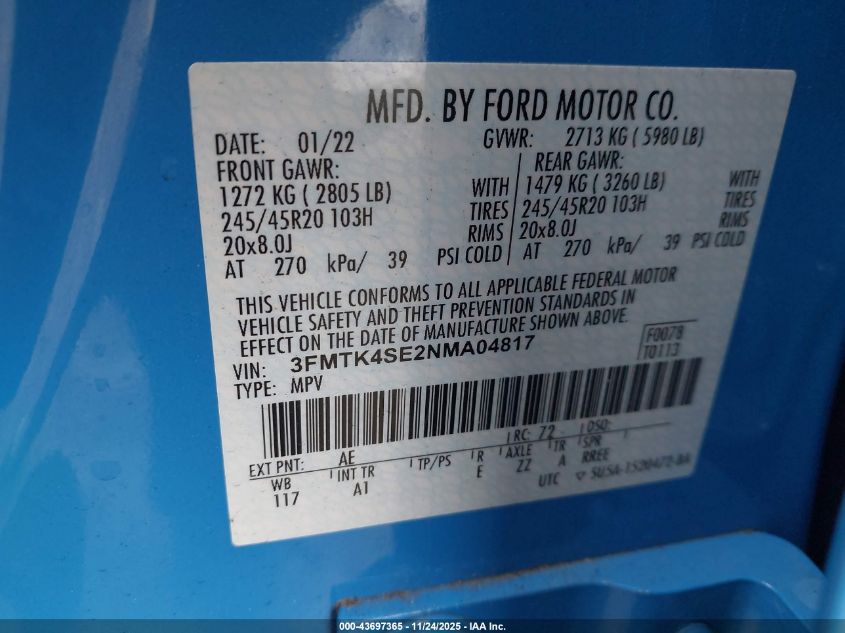 MFD. BY FORD MOTOR CO.
DATE: 01/22 GVWR: 2713 KG ( 5980 LB)
FRONT GAWR: REAR GAWR:
1272 KG ( 2805 LB) WITH 1479 KG ( 3260 LB) WITH
245/45R20 103H TIRES 245/45R20 103H TIRES
20x8.0J RIMS 20x8.0J RIMS
AT 270 kPa/ 39 PSI COLD AT 270 kPa/ 39 PSI COLD
THIS VEHICLE CONFORMS TO ALL APPLICABLE FEDERAL MOTOR
VEHICLE SAFETY AND THEFT PREVENTION STANDARDS IN
EFFECT ON THE DATE OF MANUFACTURE SHOWN ABOVE.
VIN: 3FMTK4SE2NMA04817 F0078
TYPE: MPV T0113
RC: 72 DSO:
EXT PNT: AE
WB INT TR TP/PS R AXLE TR SPR
117 A1 E ZZ A RREE
UTC
000-43697365 • 11/24/2025 - IAA Inc.